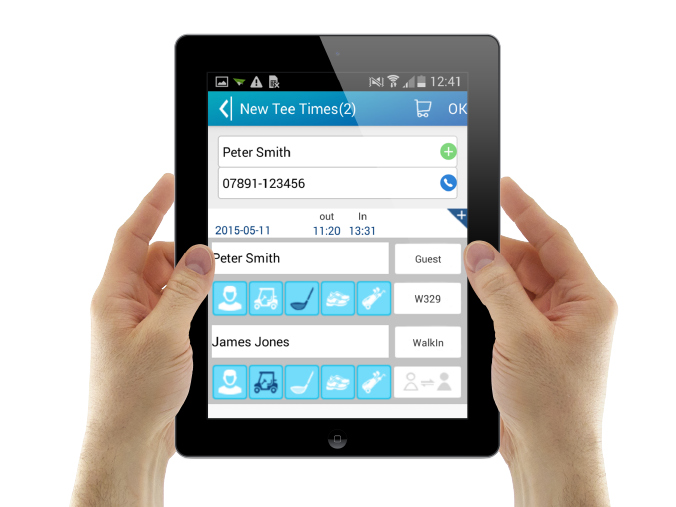 12:41
New Tee Times(2) OK
Peter Smith
07891-123456
out In
2015-05-11 11:20 13:31
Peter Smith Guest
W329
James Jones WalkIn